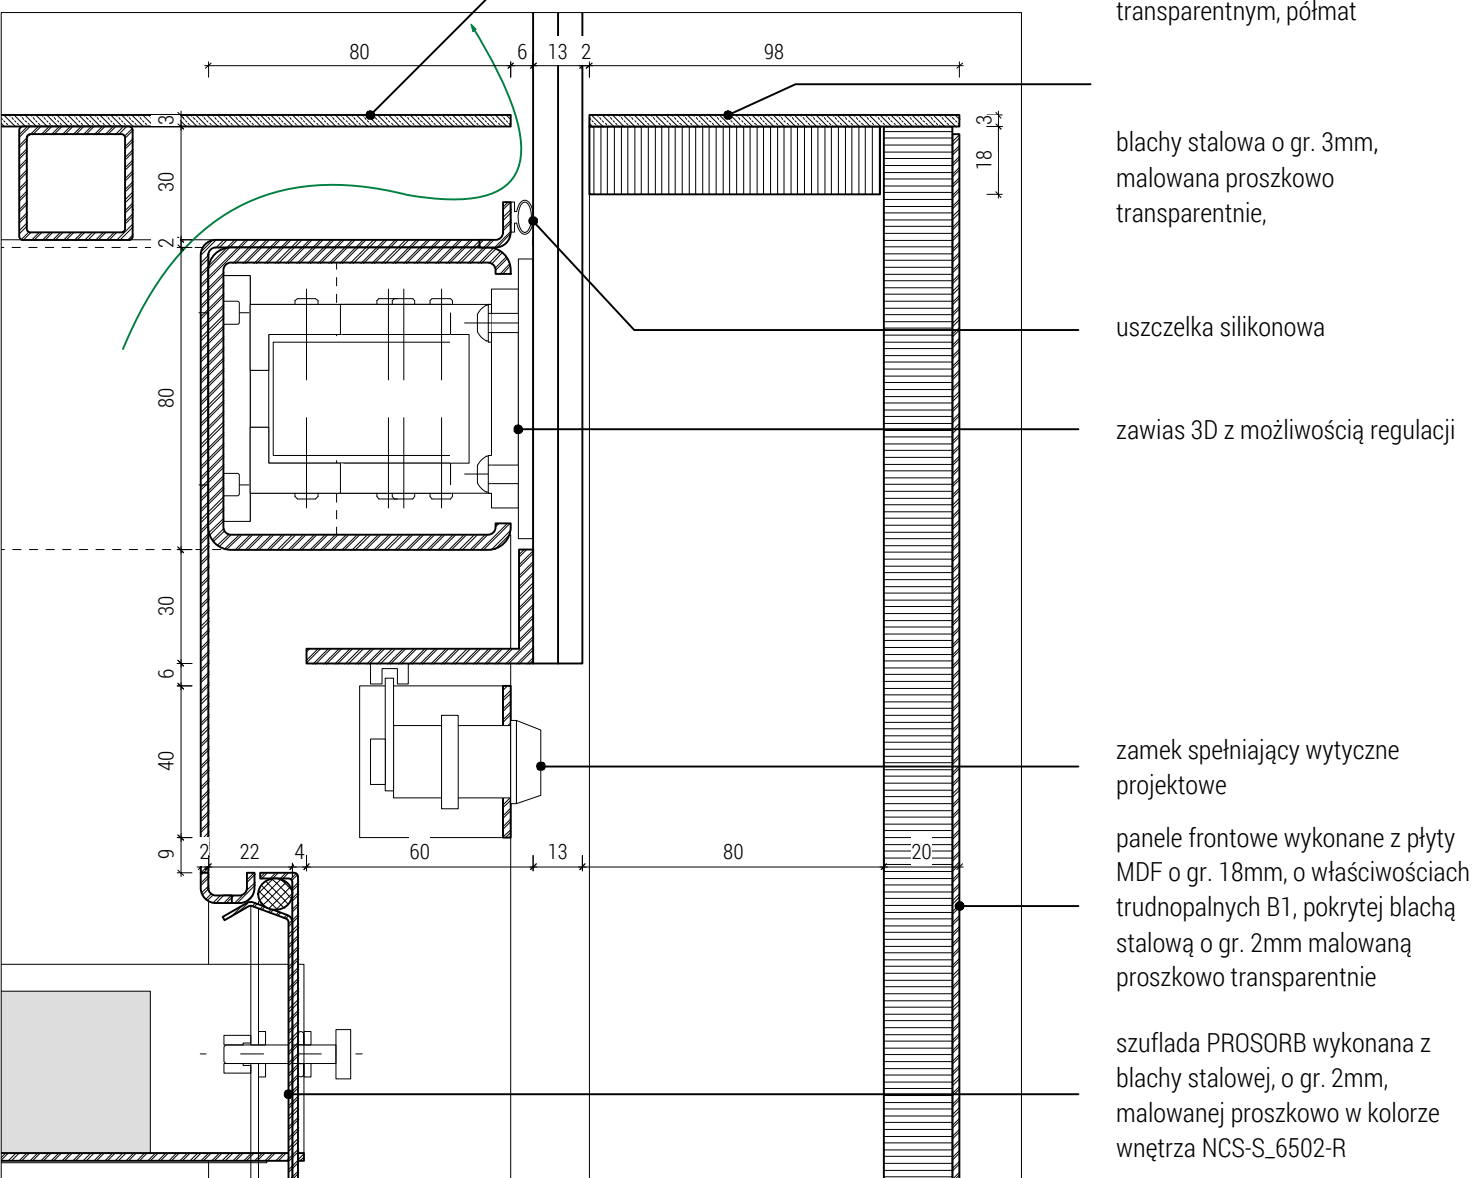 transparentnym, półmat
80 6 13 2 98
3
3
18
30
2
80
30
6
40
9
2 22 4 60 13 80 20
blachy stalowa o gr. 3mm,
malowana proszkowo
transparentnie,
uszczelka silikonowa
zawias 3D z możliwością regulacji
zamek spełniający wytyczne
projektowe
panele frontowe wykonane z płyty
MDF o gr. 18mm, o właściwościach
trudnopalnych B1, pokrytej blachą
stalową o gr. 2mm malowaną
proszkowo transparentnie
szuflada PROSORB wykonana z
blachy stalowej, o gr. 2mm,
malowanej proszkowo w kolorze
wnętrza NCS-S_6502-R